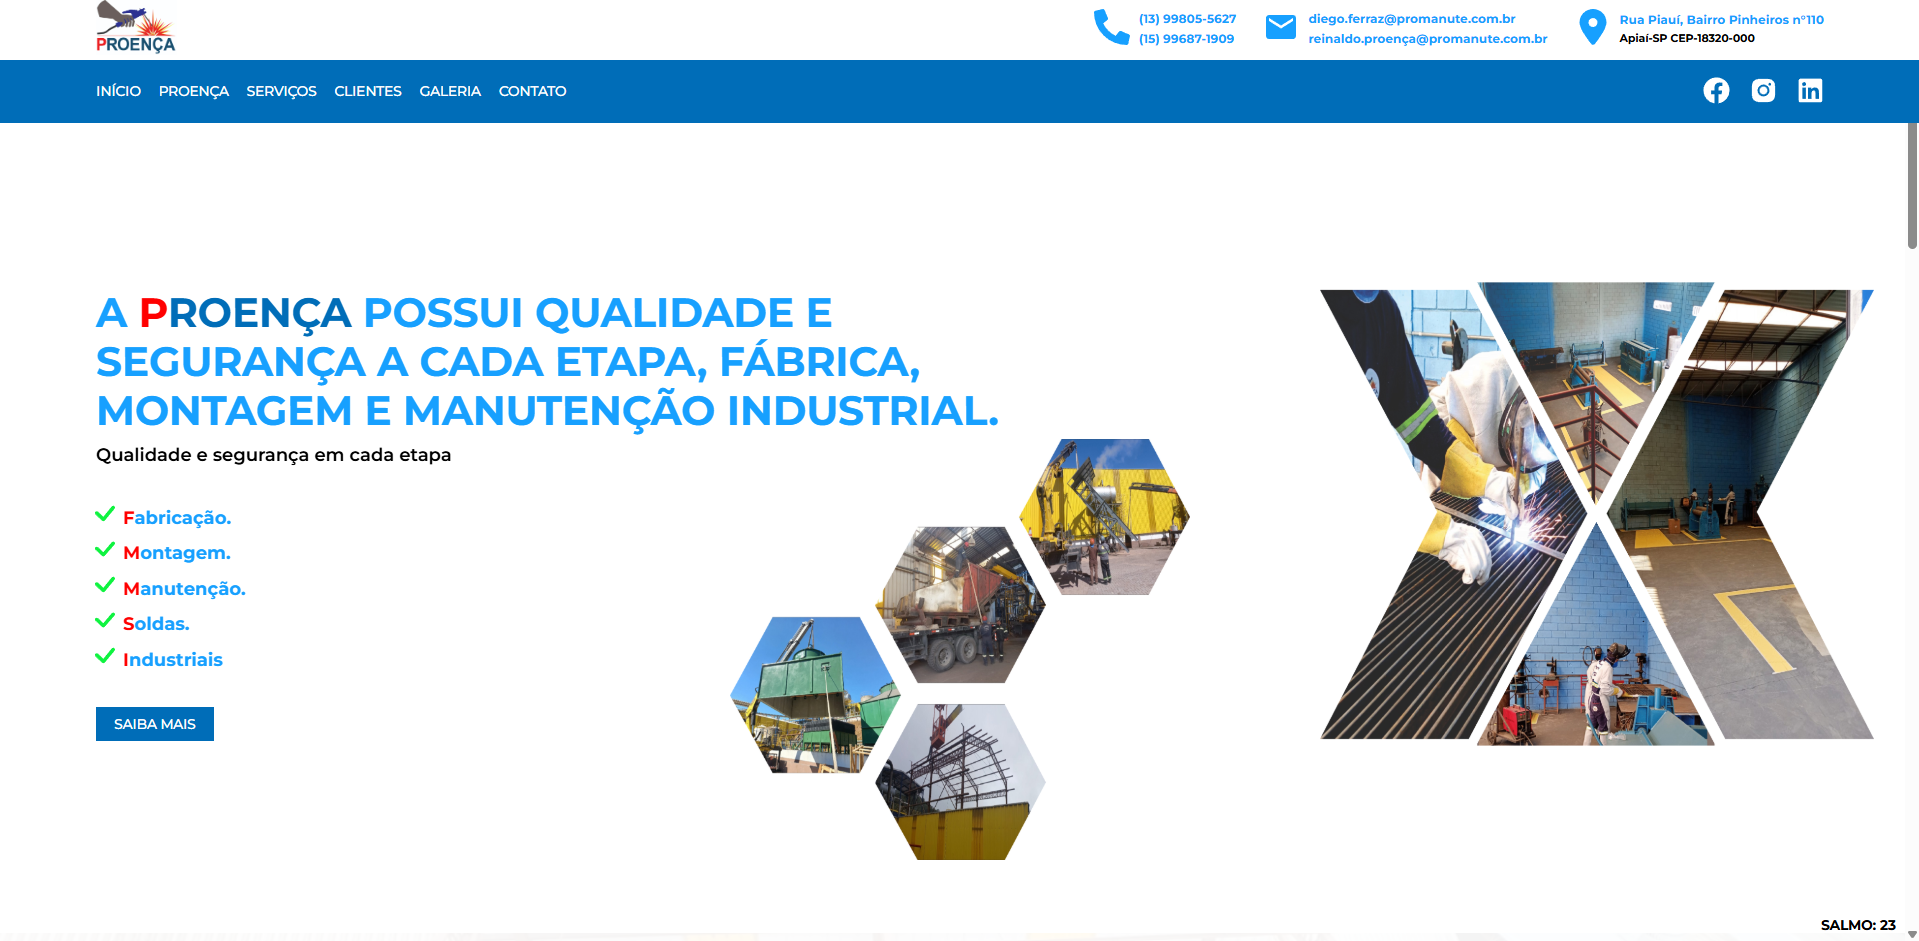 PROENÇA
(13) 99805-5627
(15) 99687-1909
diego.ferraz@promanute.com.br
reinaldo.proença@promanute.com.br
Rua Piauí, Bairro Pinheiros n°110
Apiaí-SP CEP-18320-000
INÍCIO PROENÇA SERVIÇOS CLIENTES GALERIA CONTATO
A PROENÇA POSSUI QUALIDADE E
SEGURANÇA A CADA ETAPA, FÁBRICA,
MONTAGEM E MANUTENÇÃO INDUSTRIAL.
Qualidade e segurança em cada etapa
Fabricação.
Montagem.
Manutenção.
Soldas.
Industriais
SAIBA MAIS
SALMO: 23